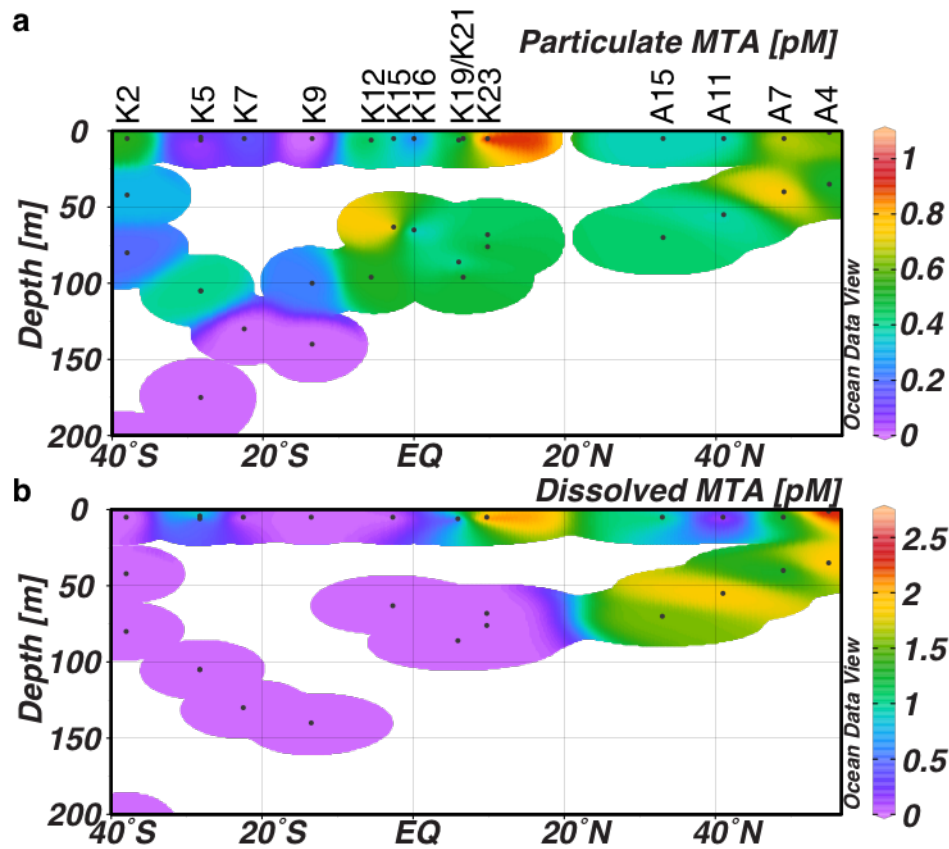 a
Particulate MTA [pM]
K2
K5
K7
K9
K12
K15
K16
K19/K21
K23
A15
A11
A7
A4
0
50
100
150
200
Depth [m]
40˚S
20˚S
EQ
20˚N
40˚N
Ocean Data View
1
0.8
0.6
0.4
0.2
0
b
Dissolved MTA [pM]
0
50
100
150
200
Depth [m]
40˚S
20˚S
EQ
20˚N
40˚N
Ocean Data View
2.5
2
1.5
1
0.5
0